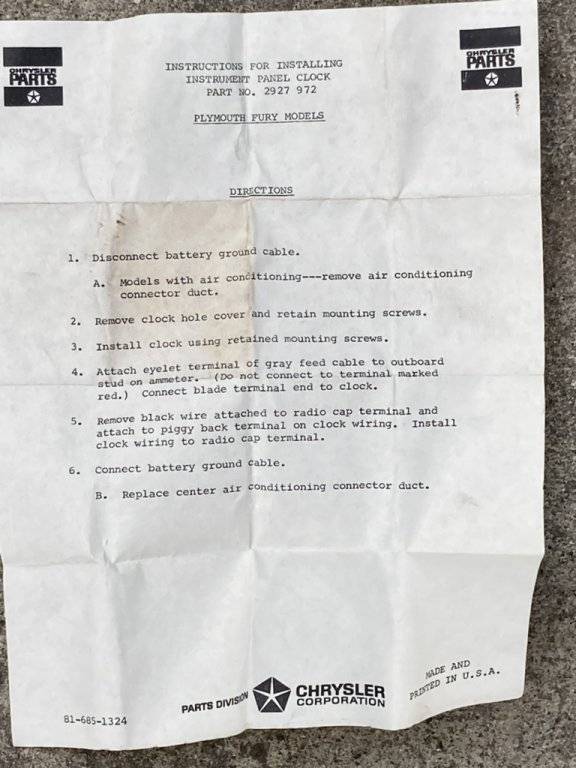 CHRYSLER
PARTS
CHRYSLER
PARTS
INSTRUCTIONS FOR INSTALLING
INSTRUMENT PANEL CLOCK
PART NO. 2927 972
PLYMOUTH FURY MODELS
DIRECTIONS
1. Disconnect battery ground cable.
A. Models with air conditioning---remove air conditioning
connector duct.
2. Remove clock hole cover and retain mounting screws.
3. Install clock using retained mounting screws.
4. Attach eyelet terminal of gray feed cable to outboard
stud on ammeter. (Do not connect to terminal marked
red.) Connect blade terminal end to clock.
5. Remove black wire attached to radio cap terminal and
attach to piggy back terminal on clock wiring. Install
clock wiring to radio cap terminal.
6. Connect battery ground cable.
B. Replace center air conditioning connector duct.
81-685-1324
PARTS DIVISION
CHRYSLER
CORPORATION
MADE AND
PRINTED IN U.S.A.